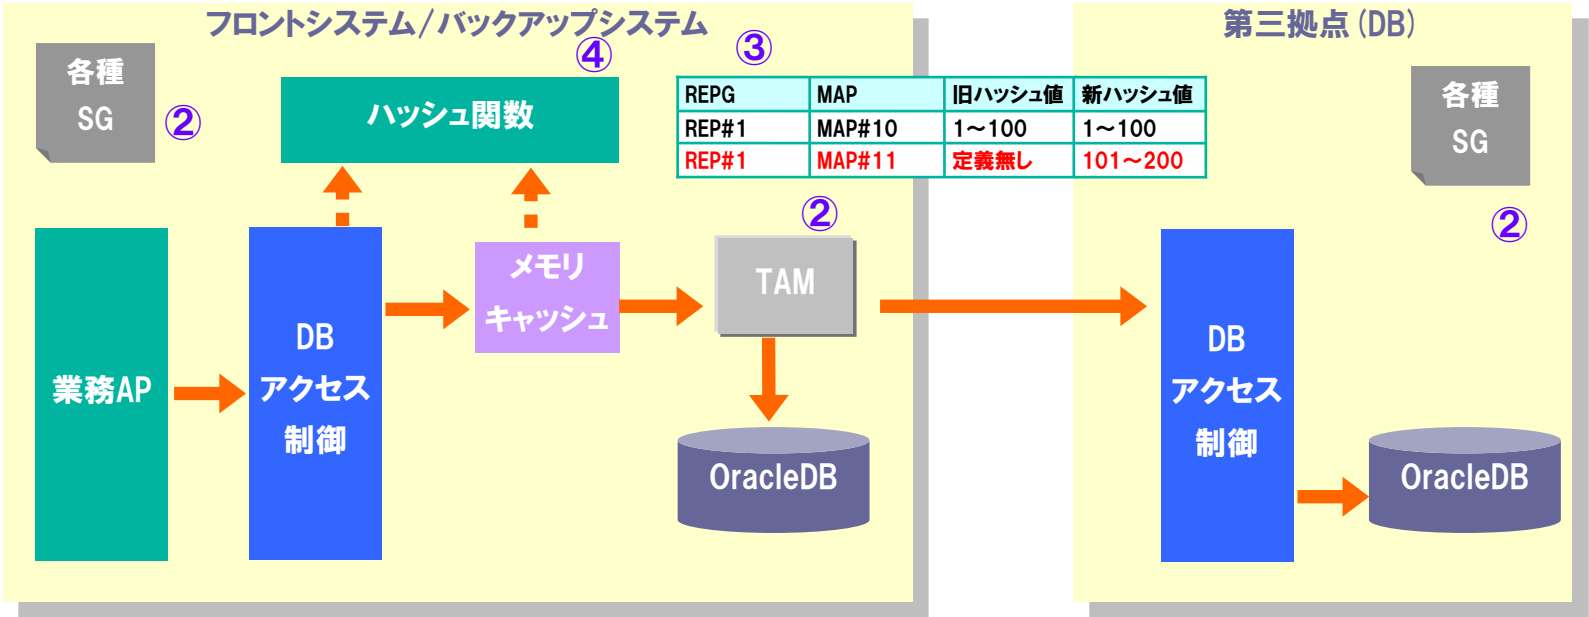 フロントシステム/バックアップシステム
第三拠点(DB)
各種
SG
②
④
ハッシュ関数
③
REPG MAP 旧ハッシュ値 新ハッシュ値
REP#1 MAP#10 1～100 1～100
REP#1 MAP#11 定義無し 101～200
各種
SG
②
②
業務AP
DB
アクセス
制御
メモリ
キャッシュ
TAM
OracleDB
DB
アクセス
制御
OracleDB